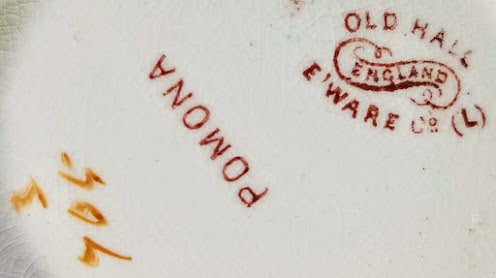 OLD HALL
ENGLAND
E'WARE Co (L)
POMONA